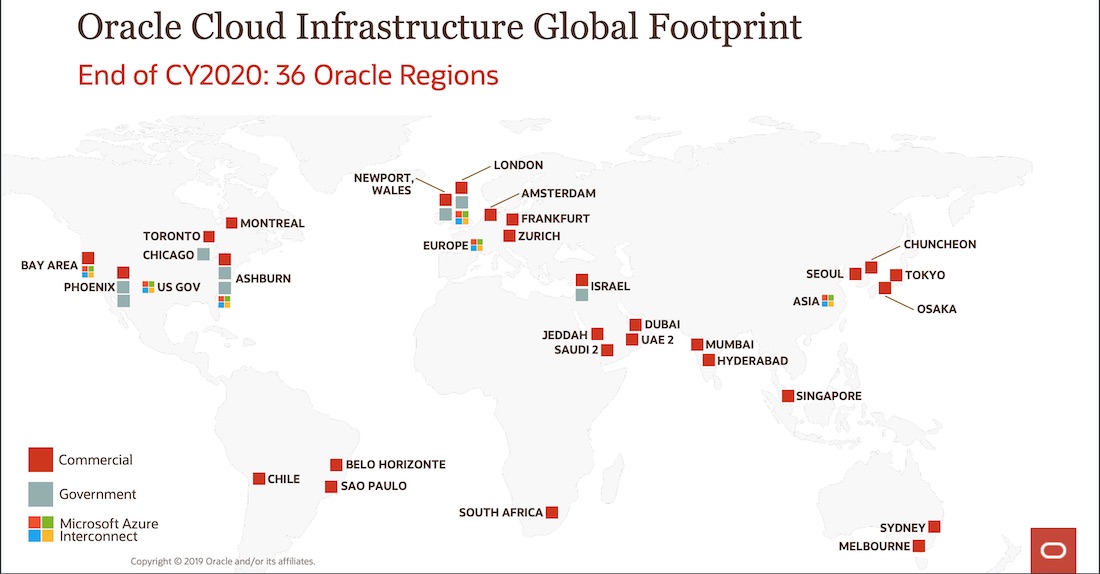 Oracle Cloud Infrastructure Global Footprint
End of CY2020: 36 Oracle Regions
LONDON
NEWPORT,
WALES
AMSTERDAM
FRANKFURT
ZURICH
EUROPE
MONTREAL
TORONTO
CHICAGO
BAY AREA
PHOENIX
US GOV
ASHBURN
ISRAEL
CHUNCHEON
SEOUL
TOKYO
ASIA
OSAKA
JEDDAH
SAUDI 2
DUBAI
UAE 2
MUMBAI
HYDERABAD
SINGAPORE
CHILE
BELO HORIZONTE
SAO PAULO
SOUTH AFRICA
SYDNEY
MELBOURNE
Commercial
Government
Microsoft Azure
Interconnect
Copyright © 2019 Oracle and/or its affiliates.